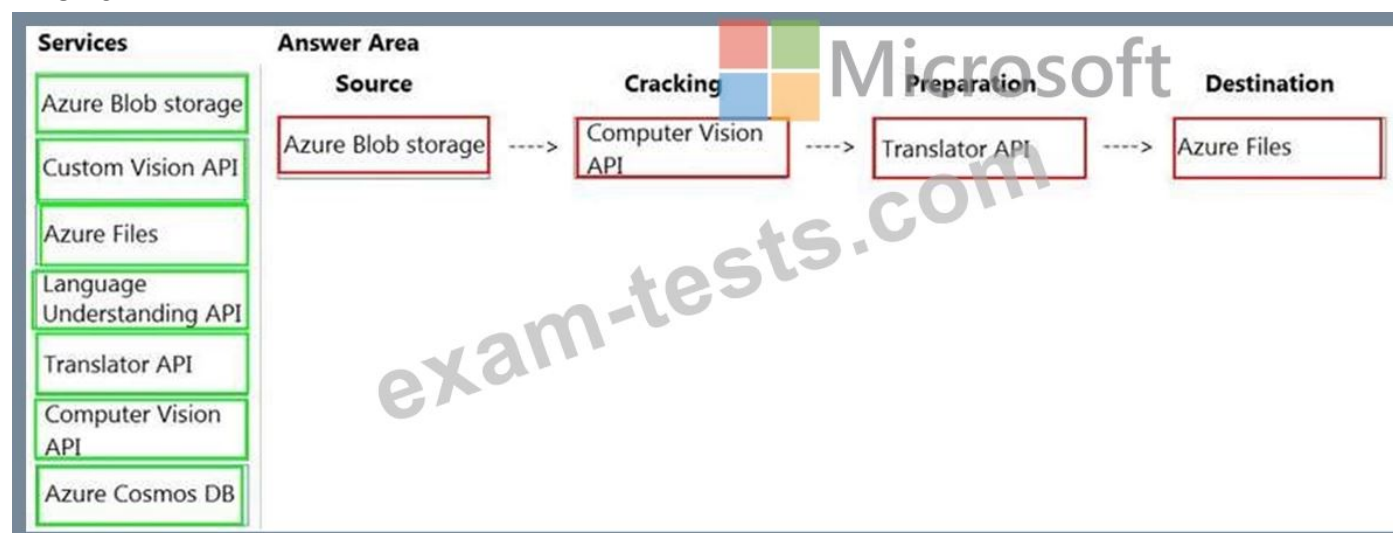 Services
Answer Area
Microsoft
Source
Cracking
Preparation
Destination
Azure Blob storage
Custom Vision API
Azure Files
Language
Understanding API
Translator API
Computer Vision
API
Azure Cosmos DB
Azure Blob storage
---->
Computer Vision
API
---->
Translator API
---->
Azure Files
exam-tests.com